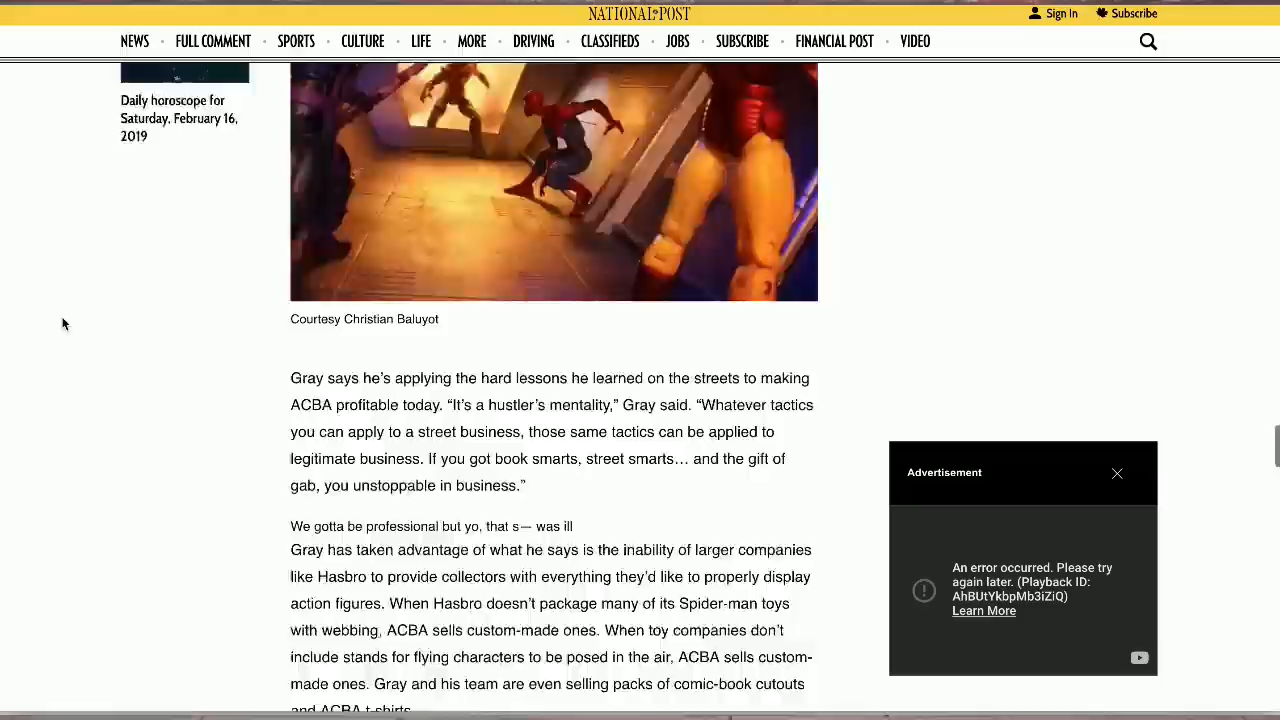 NATIONAL POST
Sign In
Subscribe
NEWS
FULL COMMENT
SPORTS
CULTURE
LIFE
MORE
DRIVING
CLASSIFIEDS
JOBS
SUBSCRIBE
FINANCIAL POST
VIDEO
Daily horoscope for
Saturday, February 16,
2019
Courtesy Christian Baluyot
Gray says he’s applying the hard lessons he learned on the streets to making
ACBA profitable today. “It’s a hustler’s mentality,” Gray said. “Whatever tactics
you can apply to a street business, those same tactics can be applied to
legitimate business. If you got book smarts, street smarts… and the gift of
gab, you unstoppable in business.”
We gotta be professional but yo, that s— was ill
Gray has taken advantage of what he says is the inability of larger companies
like Hasbro to provide collectors with everything they’d like to properly display
action figures. When Hasbro doesn’t package many of its Spider-man toys
with webbing, ACBA sells custom-made ones. When toy companies don’t
include stands for flying characters to be posed in the air, ACBA sells custom-
made ones. Gray and his team are even selling packs of comic-book cutouts
and ACBA t-shirts.
Advertisement
An error occurred. Please try
again later. (Playback ID:
AhBUtYkbpMb3iZiQ)
Learn More